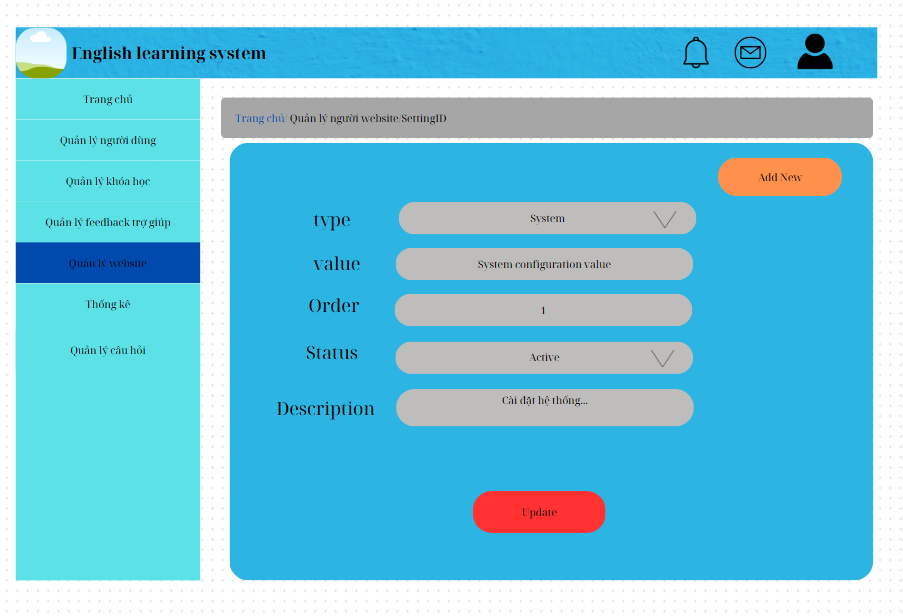 English learning system
Trang chủ
Quản lý người dùng
Quản lý khóa học
Quản lý feedback trợ giúp
Quản lý website
Thống kê
Quản lý câu hỏi
Trang chủ/ Quản lý người website/SettingID
Add New
type
System
value
System configuration value
Order
1
Status
Active
Description
Cài đặt hệ thống...
Update